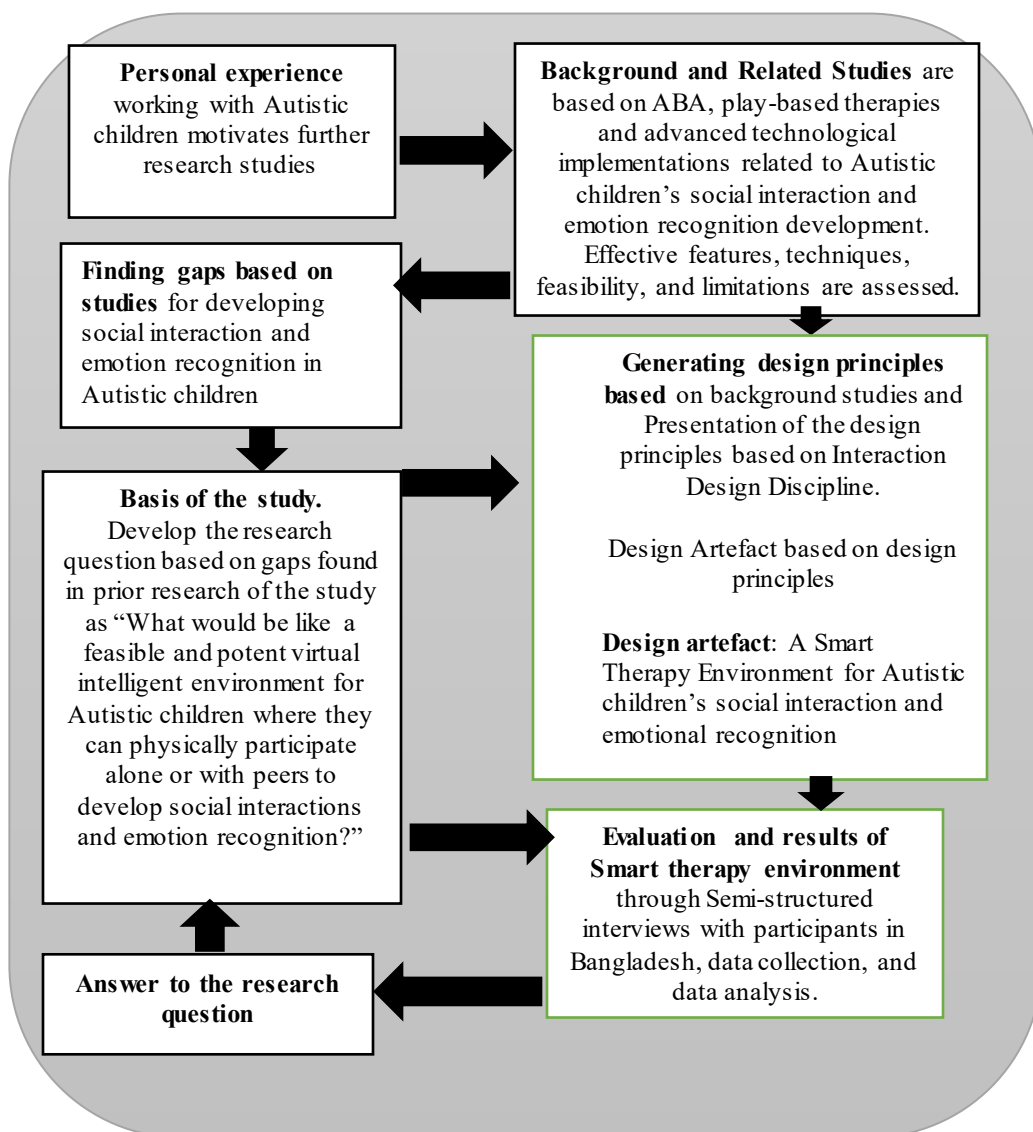 Personal experience
working with Autistic
children motivates further
research studies
Background and Related Studies are
based on ABA, play-based therapies
and advanced technological
implementations related to Autistic
children’s social interaction and
emotion recognition development.
Effective features, techniques,
feasibility, and limitations are assessed.
Finding gaps based on
studies for developing
social interaction and
emotion recognition in
Autistic children
Generating design principles
based on background studies and
Presentation of the design
principles based on Interaction
Design Discipline.
Design Artefact based on design
principles
Design artefact: A Smart
Therapy Environment for Autistic
children’s social interaction and
emotional recognition
Basis of the study.
Develop the research
question based on gaps found
in prior research of the study
as “What would be like a
feasible and potent virtual
intelligent environment for
Autistic children where they
can physically participate
alone or with peers to
develop social interactions
and emotion recognition?”
Evaluation and results of
Smart therapy environment
through Semi-structured
interviews with participants in
Bangladesh, data collection, and
data analysis.
Answer to the research
question